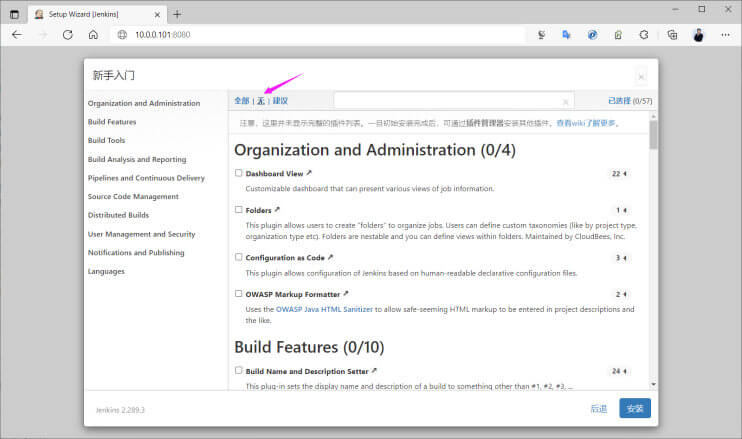 Setup Wizard [Jenkins]
10.0.0.101:8080
新手入门
Organization and Administration
Build Features
Build Tools
Build Analysis and Reporting
Pipelines and Continuous Delivery
Source Code Management
Distributed Builds
User Management and Security
Notifications and Publishing
Languages
全部 | 无 | 建议
已选择 (0/57)
注意，这里并未显示完整的插件列表。一旦初始安装完成后，可通过插件管理器安装其他插件。查看wiki了解更多。
Organization and Administration (0/4)
Dashboard View 22
Customizable dashboard that can present various views of job information.
Folders 1
This plugin allows users to create "folders" to organize jobs. Users can define custom taxonomies (like by project type,
organization type etc). Folders are nestable and you can define views within folders. Maintained by CloudBees, Inc.
Configuration as Code 3
This plugin allows configuration of Jenkins based on human-readable declarative configuration files.
OWASP Markup Formatter 2
Uses the OWASP Java HTML Sanitizer to allow safe-seeming HTML markup to be entered in project descriptions and
the like.
Build Features (0/10)
Build Name and Description Setter 24
This plug-in sets the display name and description of a build to something other than #1, #2, #3, ...
Jenkins 2.289.3
后退
安装